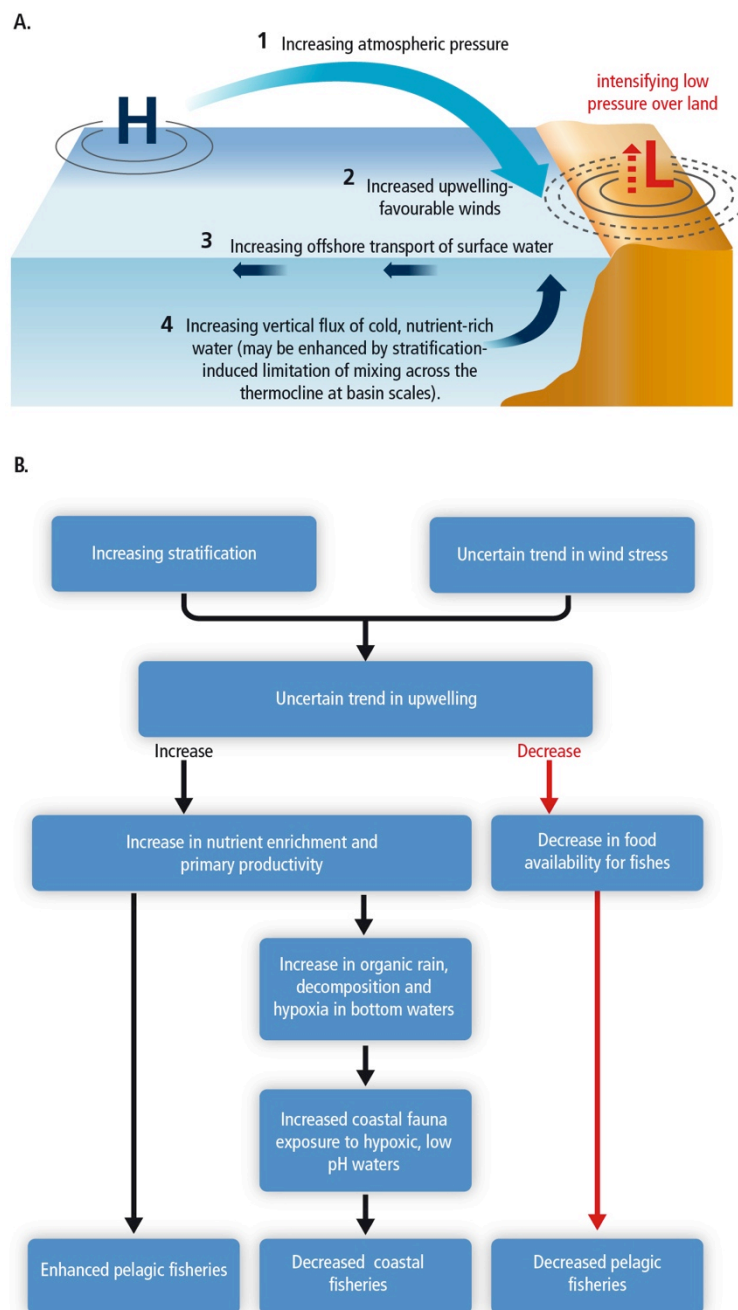 A.
1 Increasing atmospheric pressure
intensifying low
pressure over land
H
L
2 Increased upwelling-
favourable winds
3 Increasing offshore transport of surface water
4 Increasing vertical flux of cold, nutrient-rich
water (may be enhanced by stratification-
induced limitation of mixing across the
thermocline at basin scales).
B.
Increasing stratification
Uncertain trend in wind stress
Uncertain trend in upwelling
Increase
Decrease
Increase in nutrient enrichment and
primary productivity
Decrease in food
availability for fishes
Increase in organic rain,
decomposition and
hypoxia in bottom waters
Increased coastal fauna
exposure to hypoxic, low
pH waters
Enhanced pelagic fisheries
Decreased coastal
fisheries
Decreased pelagic
fisheries